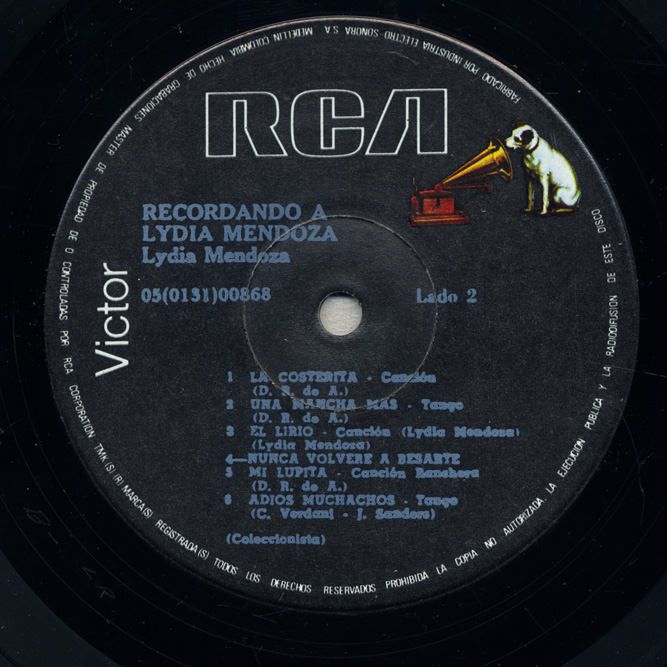 FABRICADO POR INDUSTRIA ELECTRO-SONORA S.A. MEDELLIN COLOMBIA HECHO DE GRABACIONES MASTER DE PROPIEDAD DE O CONTROLADAS POR RCA CORPORATION TMK(S) (R) MARCA(S) REGISTRADA(S) TODOS LOS DERECHOS RESERVADOS PROHIBIDA LA COPIA NO AUTORIZADA, LA EJECUCION PUBLICA Y LA RADIODIFUSION DE ESTE DISCO
RCA
Victor
RECORDANDO A
LYDIA MENDOZA
Lydia Mendoza
05(0131)00868 Lado 2
1 LA COSTEÑITA - Canción
(D. R. de A.)
2 UNA MANCHA MAS - Tango
(D. R. de A.)
3 EL LIRIO - Canción (Lydia Mendoza)
(Lydia Mendoza)
4—NUNCA VOLVERE A BESARTE
5 MI LUPITA - Canción Ranchera
(D. R. de A.)
6 ADIOS MUCHACHOS - Tango
(C. Verdani - J. Sanders)
(Coleccionista)